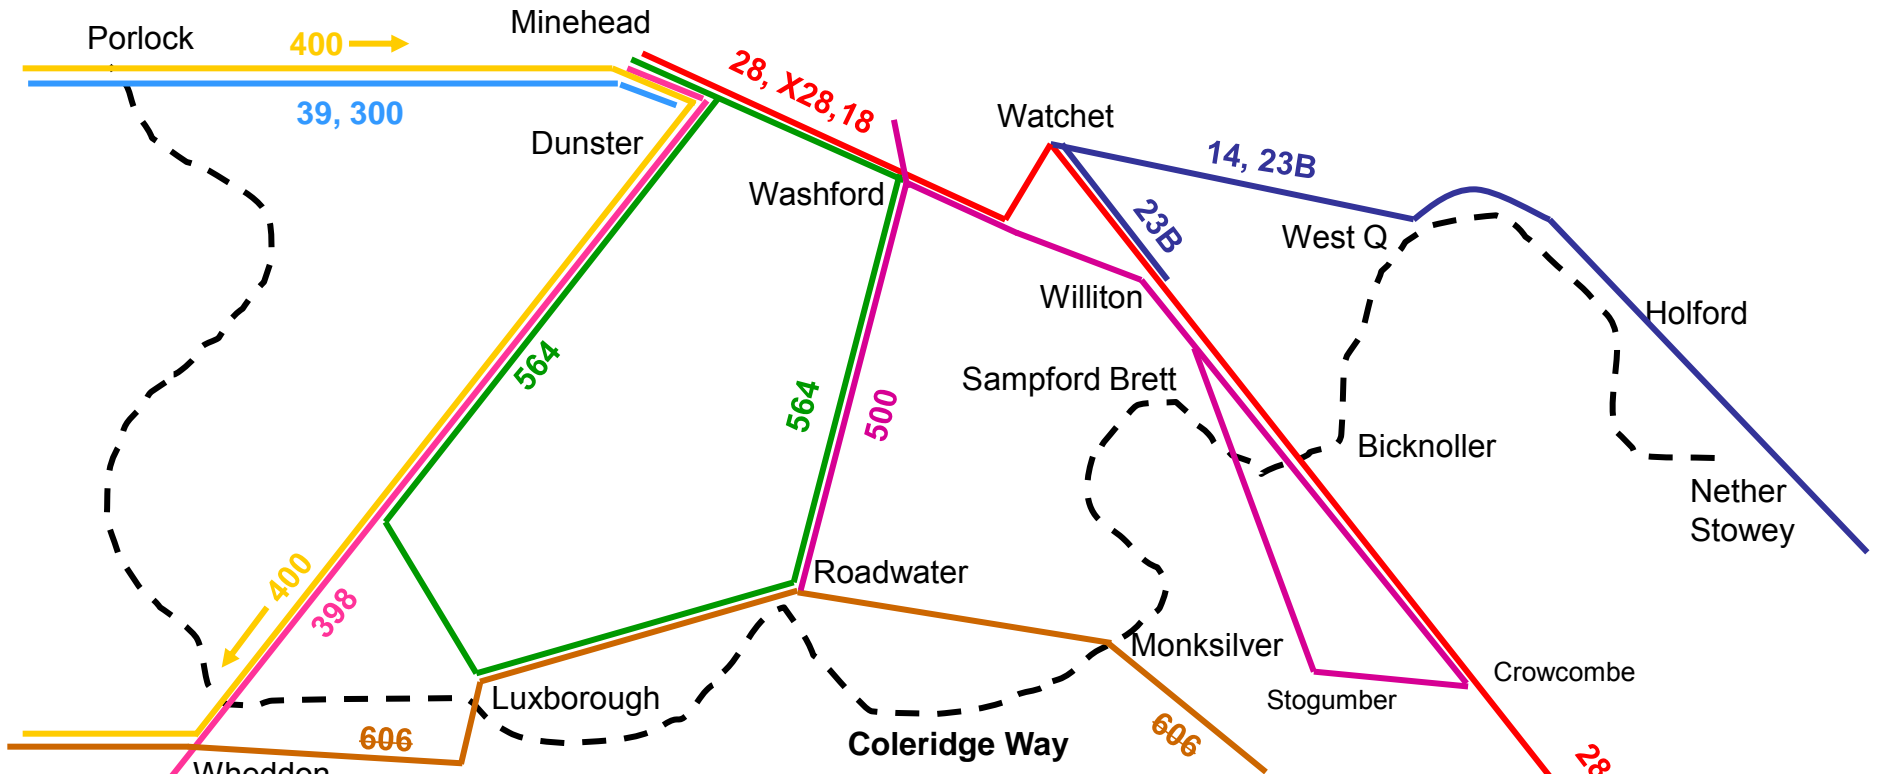 Minehead
Porlock
400
28, X28,18
39, 300
Watchet
Dunster
14, 23B
Washford
23B
West Q
Williton
Holford
564
Sampford Brett
564
500
Bicknoller
Nether
Stowey
400
398
Roadwater
Monksilver
Luxborough
Crowcombe
Stogumber
606
Coleridge Way
606
28
Wheddon